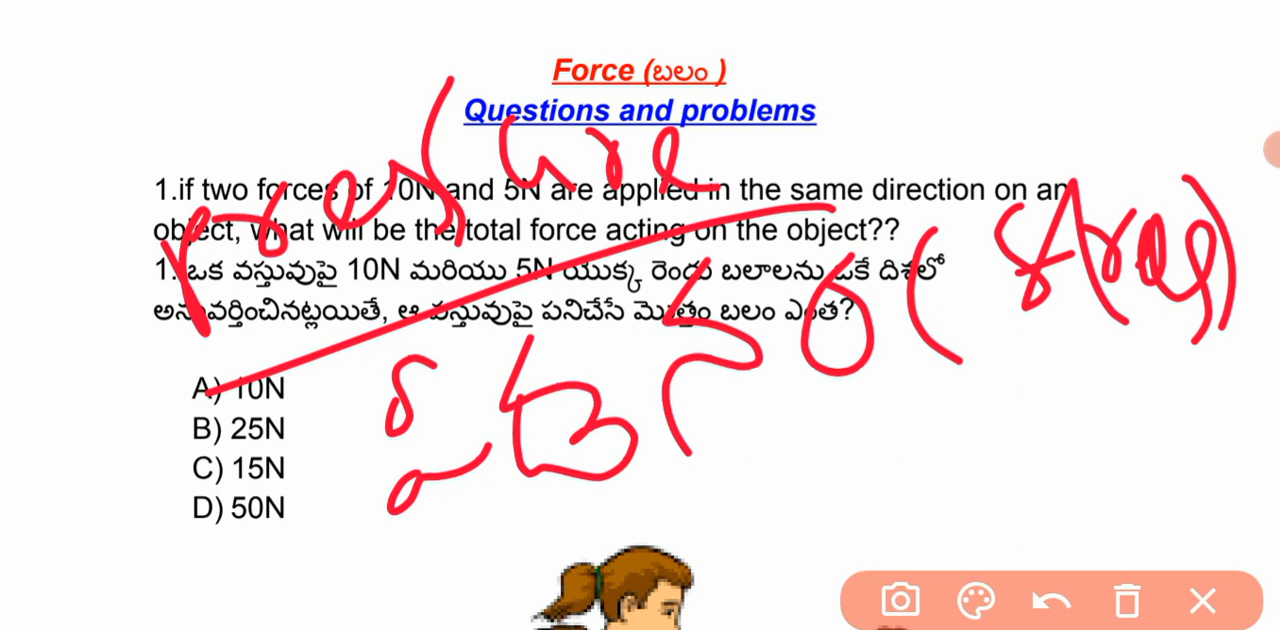 Force (బలం )
Questions and problems
1.if two forces of 10N and 5N are applied in the same direction on an
object, what will be the total force acting on the object??
1. ఒక వస్తువుపై 10N మరియు 5N యొక్క రెండు బలాలను ఒకే దిశలో
అనువర్తించినట్లయితే, ఆ వస్తువుపై పనిచేసే మొత్తం బలం ఎంత?
A) 10N
B) 25N
C) 15N
D) 50N
pressure